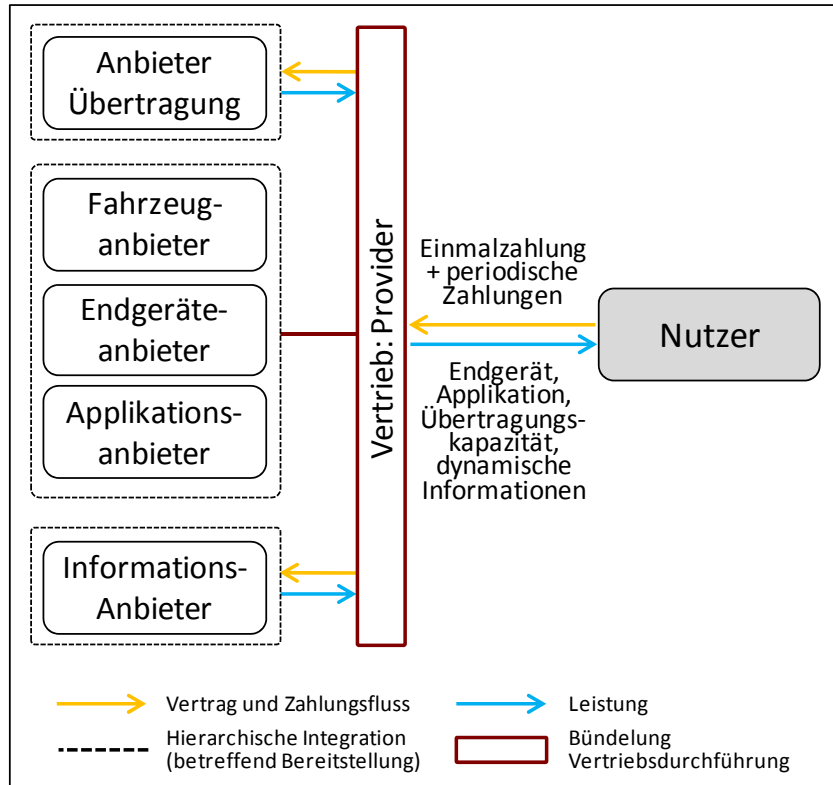 Anbieter
Übertragung
Fahrzeug-
anbieter
Endgeräte-
anbieter
Applikations-
anbieter
Informations-
Anbieter
Vertrieb: Provider
Einmalzahlung
+ periodische
Zahlungen
Endgerät,
Applikation,
Übertragungs-
kapazität,
dynamische
Informationen
Nutzer
Vertrag und Zahlungsfluss
Leistung
Hierarchische Integration
(betreffend Bereitstellung)
Bündelung
Vertriebsdurchführung